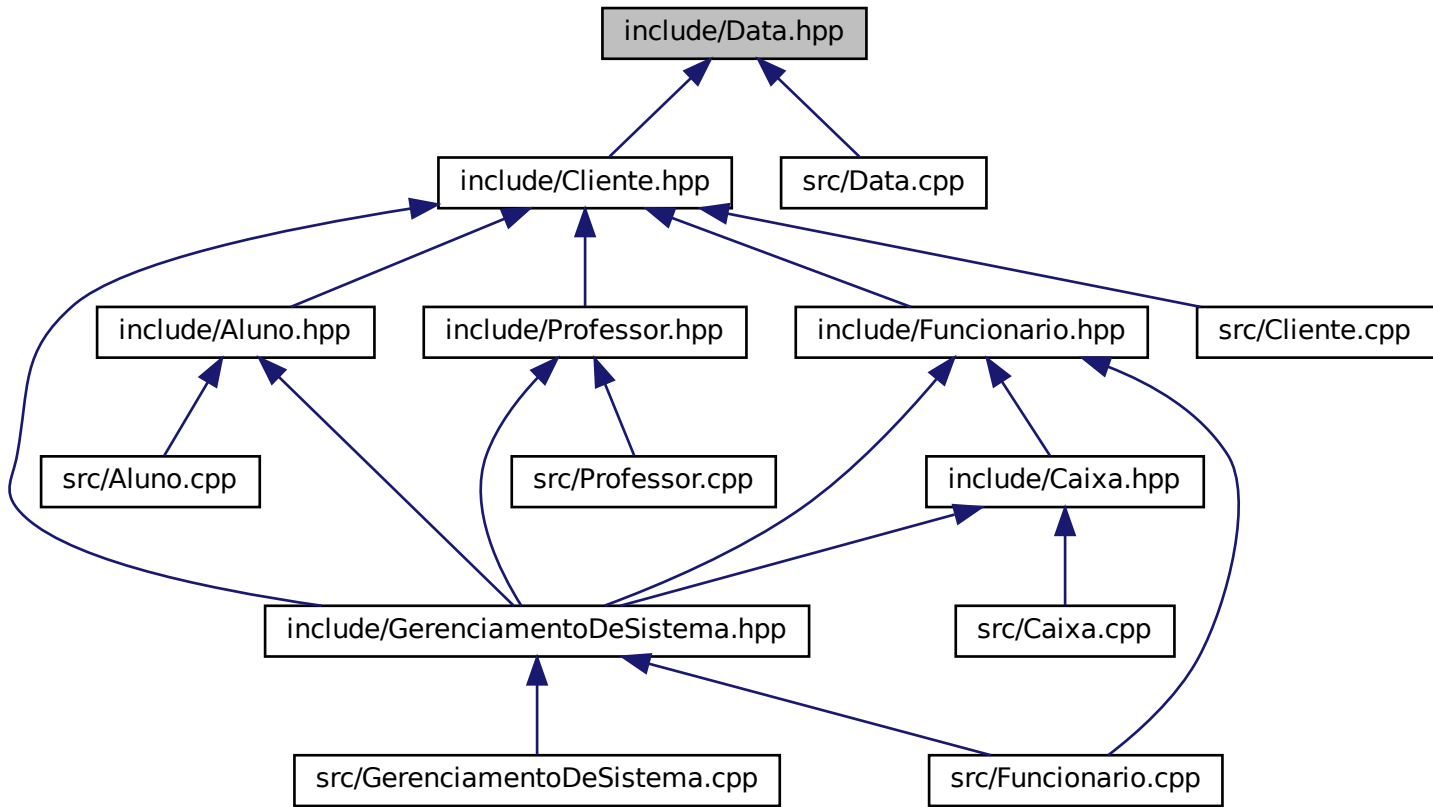 include/Data.hpp
include/Cliente.hpp
src/Data.cpp
include/Aluno.hpp
include/Professor.hpp
include/Funcionario.hpp
src/Cliente.cpp
src/Aluno.cpp
src/Professor.cpp
include/Caixa.hpp
include/GerenciamentoDeSistema.hpp
src/Caixa.cpp
src/GerenciamentoDeSistema.cpp
src/Funcionario.cpp